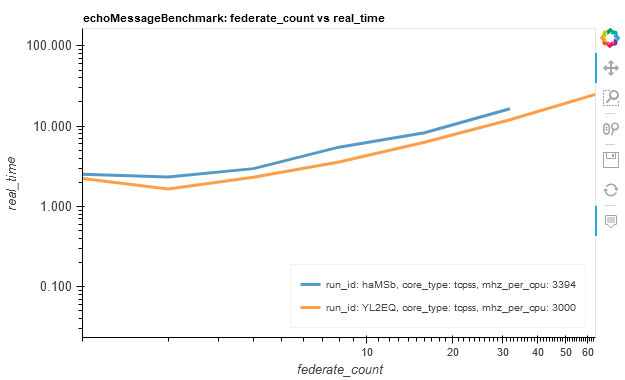 echoMessageBenchmark: federate_count vs real_time
100.000
10.000
1.000
0.100
real_time
run_id: haMSb, core_type: tcpss, mhz_per_cpu: 3394
run_id: YL2EQ, core_type: tcpss, mhz_per_cpu: 3000
10 20 30 40 50 60
federate_count